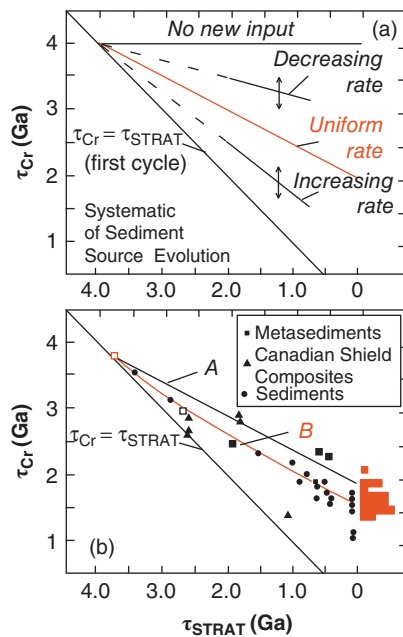 (a)
No new input
Decreasing
rate
Uniform
rate
Increasing
rate
τCr = τSTRAT
(first cycle)
Systematic
of Sediment
Source Evolution
τCr (Ga)
4
3
2
1
4.0 3.0 2.0 1.0 0
Metasediments
Canadian Shield
Composites
Sediments
A
B
τCr = τSTRAT
(b)
τCr (Ga)
4
3
2
1
4.0 3.0 2.0 1.0 0
τSTRAT (Ga)